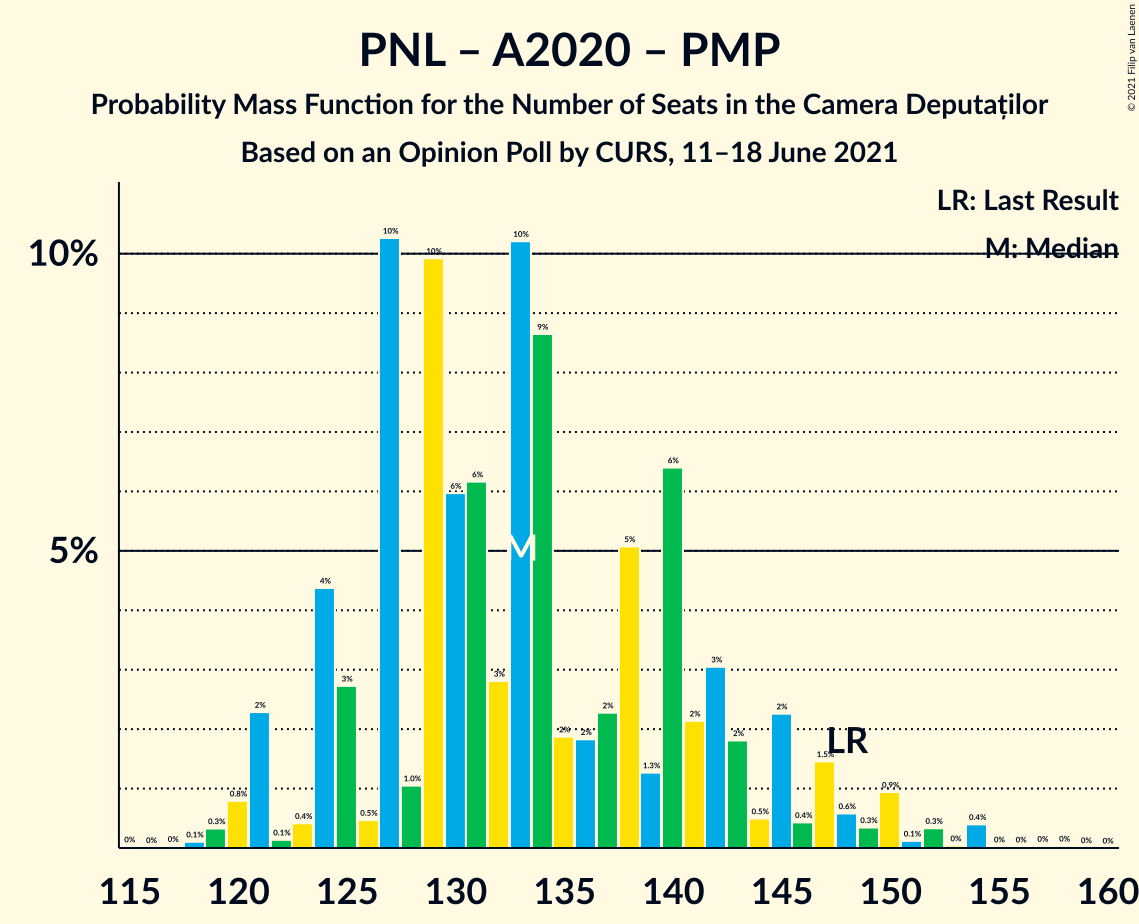 PNL – A2020 – PMP
Probability Mass Function for the Number of Seats in the Camera Deputaților
Based on an Opinion Poll by CURS, 11–18 June 2021
© 2021 Filip van Laenen
LR: Last Result
M: Median
10%
5%
0% 0% 0% 0.1% 0.3% 0.8% 2% 0.1% 0.4% 4% 3% 0.5% 10% 1.0% 10% 6% 6% 3% 10% 9% 2% 2% 2% 5% 1.3% 6% 2% 3% 2% 0.5% 2% 0.4% 1.5% 0.6% 0.3% 0.9% 0.1% 0.3% 0% 0.4% 0% 0% 0% 0% 0% 0%
M
LR
115 120 125 130 135 140 145 150 155 160